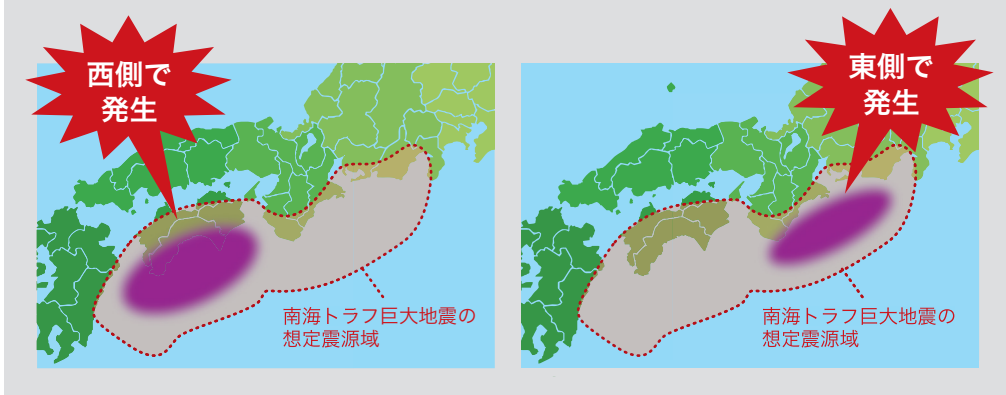 西側で
発生
南海トラフ巨大地震の
想定震源域
東側で
発生
南海トラフ巨大地震の
想定震源域